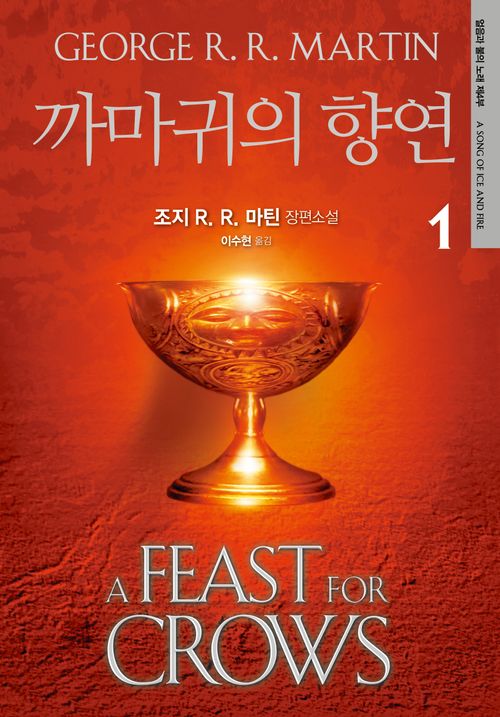 GEORGE R. R. MARTIN
까마귀의 향연
얼음과 불의 노래 제4부 A SONG OF ICE AND FIRE
1
조지 R. R. 마틴 장편소설
이수현 옮김
A FEAST FOR
CROWS